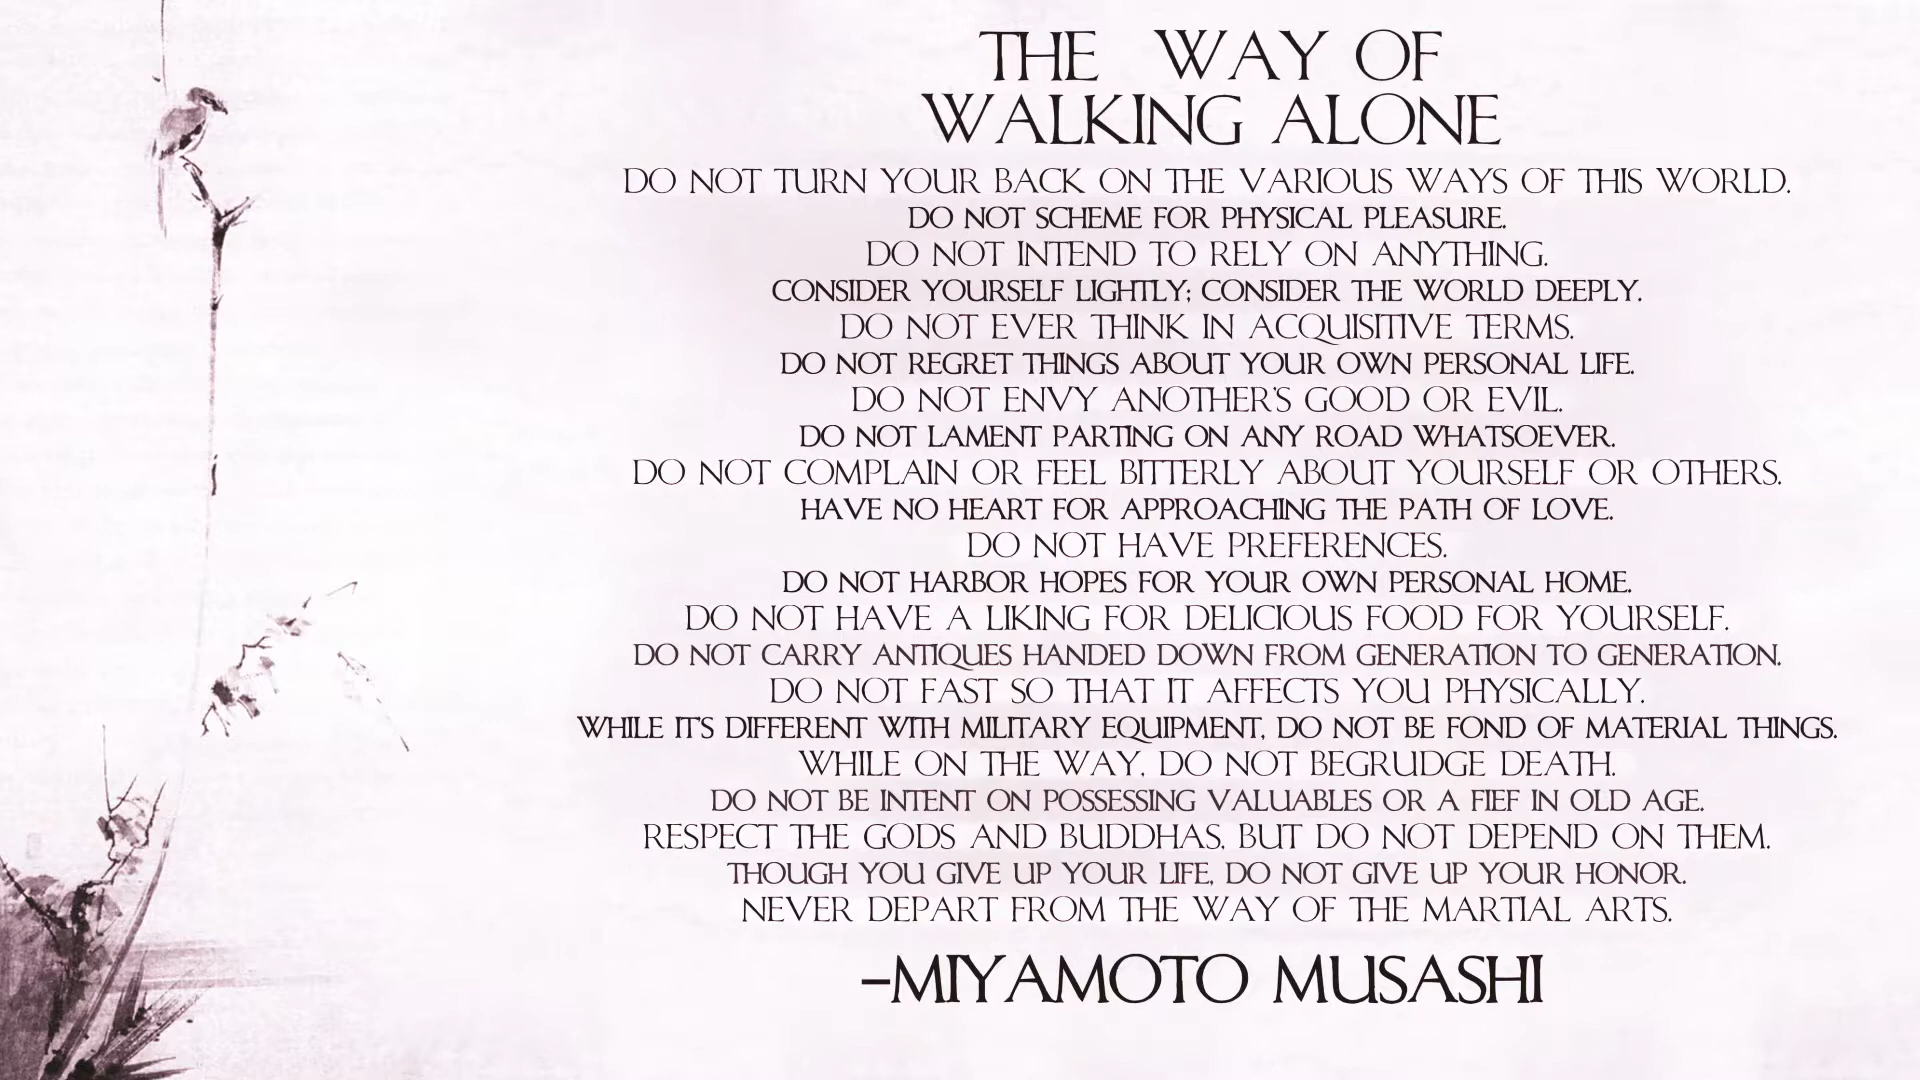 THE WAY OF
WALKING ALONE
DO NOT TURN YOUR BACK ON THE VARIOUS WAYS OF THIS WORLD.
DO NOT SCHEME FOR PHYSICAL PLEASURE.
DO NOT INTEND TO RELY ON ANYTHING.
CONSIDER YOURSELF LIGHTLY; CONSIDER THE WORLD DEEPLY.
DO NOT EVER THINK IN ACQUISITIVE TERMS.
DO NOT REGRET THINGS ABOUT YOUR OWN PERSONAL LIFE.
DO NOT ENVY ANOTHER'S GOOD OR EVIL.
DO NOT LAMENT PARTING ON ANY ROAD WHATSOEVER.
DO NOT COMPLAIN OR FEEL BITTERLY ABOUT YOURSELF OR OTHERS.
HAVE NO HEART FOR APPROACHING THE PATH OF LOVE.
DO NOT HAVE PREFERENCES.
DO NOT HARBOR HOPES FOR YOUR OWN PERSONAL HOME.
DO NOT HAVE A LIKING FOR DELICIOUS FOOD FOR YOURSELF.
DO NOT CARRY ANTIQUES HANDED DOWN FROM GENERATION TO GENERATION.
DO NOT FAST SO THAT IT AFFECTS YOU PHYSICALLY.
WHILE IT'S DIFFERENT WITH MILITARY EQUIPMENT, DO NOT BE FOND OF MATERIAL THINGS.
WHILE ON THE WAY, DO NOT BEGRUDGE DEATH.
DO NOT BE INTENT ON POSSESSING VALUABLES OR A FIEF IN OLD AGE.
RESPECT THE GODS AND BUDDHAS, BUT DO NOT DEPEND ON THEM.
THOUGH YOU GIVE UP YOUR LIFE, DO NOT GIVE UP YOUR HONOR.
NEVER DEPART FROM THE WAY OF THE MARTIAL ARTS.
-MIYAMOTO MUSASHI